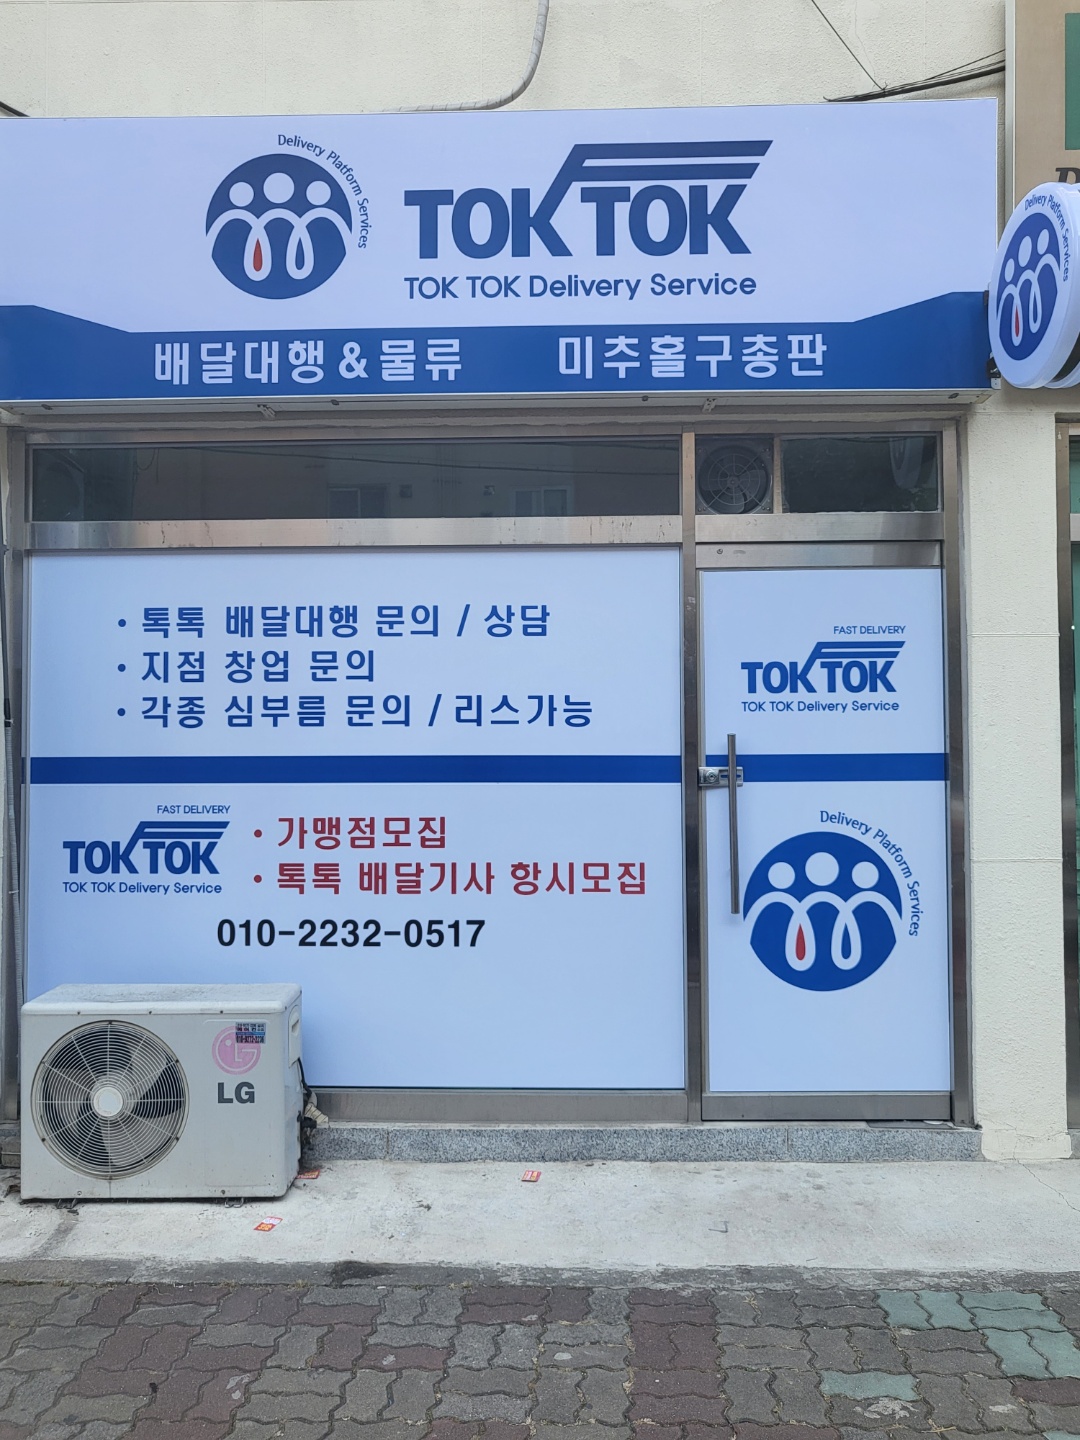 Delivery Platform Services
TOK TOK
TOK TOK Delivery Service
배달대행 & 물류 미추홀구총판
Delivery Platform Services
· 톡톡 배달대행 문의 / 상담
· 지점 창업 문의
· 각종 심부름 문의 / 리스가능
FAST DELIVERY
TOK TOK
TOK TOK Delivery Service
· 가맹점모집
· 톡톡 배달기사 항시모집
010-2232-0517
FAST DELIVERY
TOK TOK
TOK TOK Delivery Service
Delivery Platform Services
LG